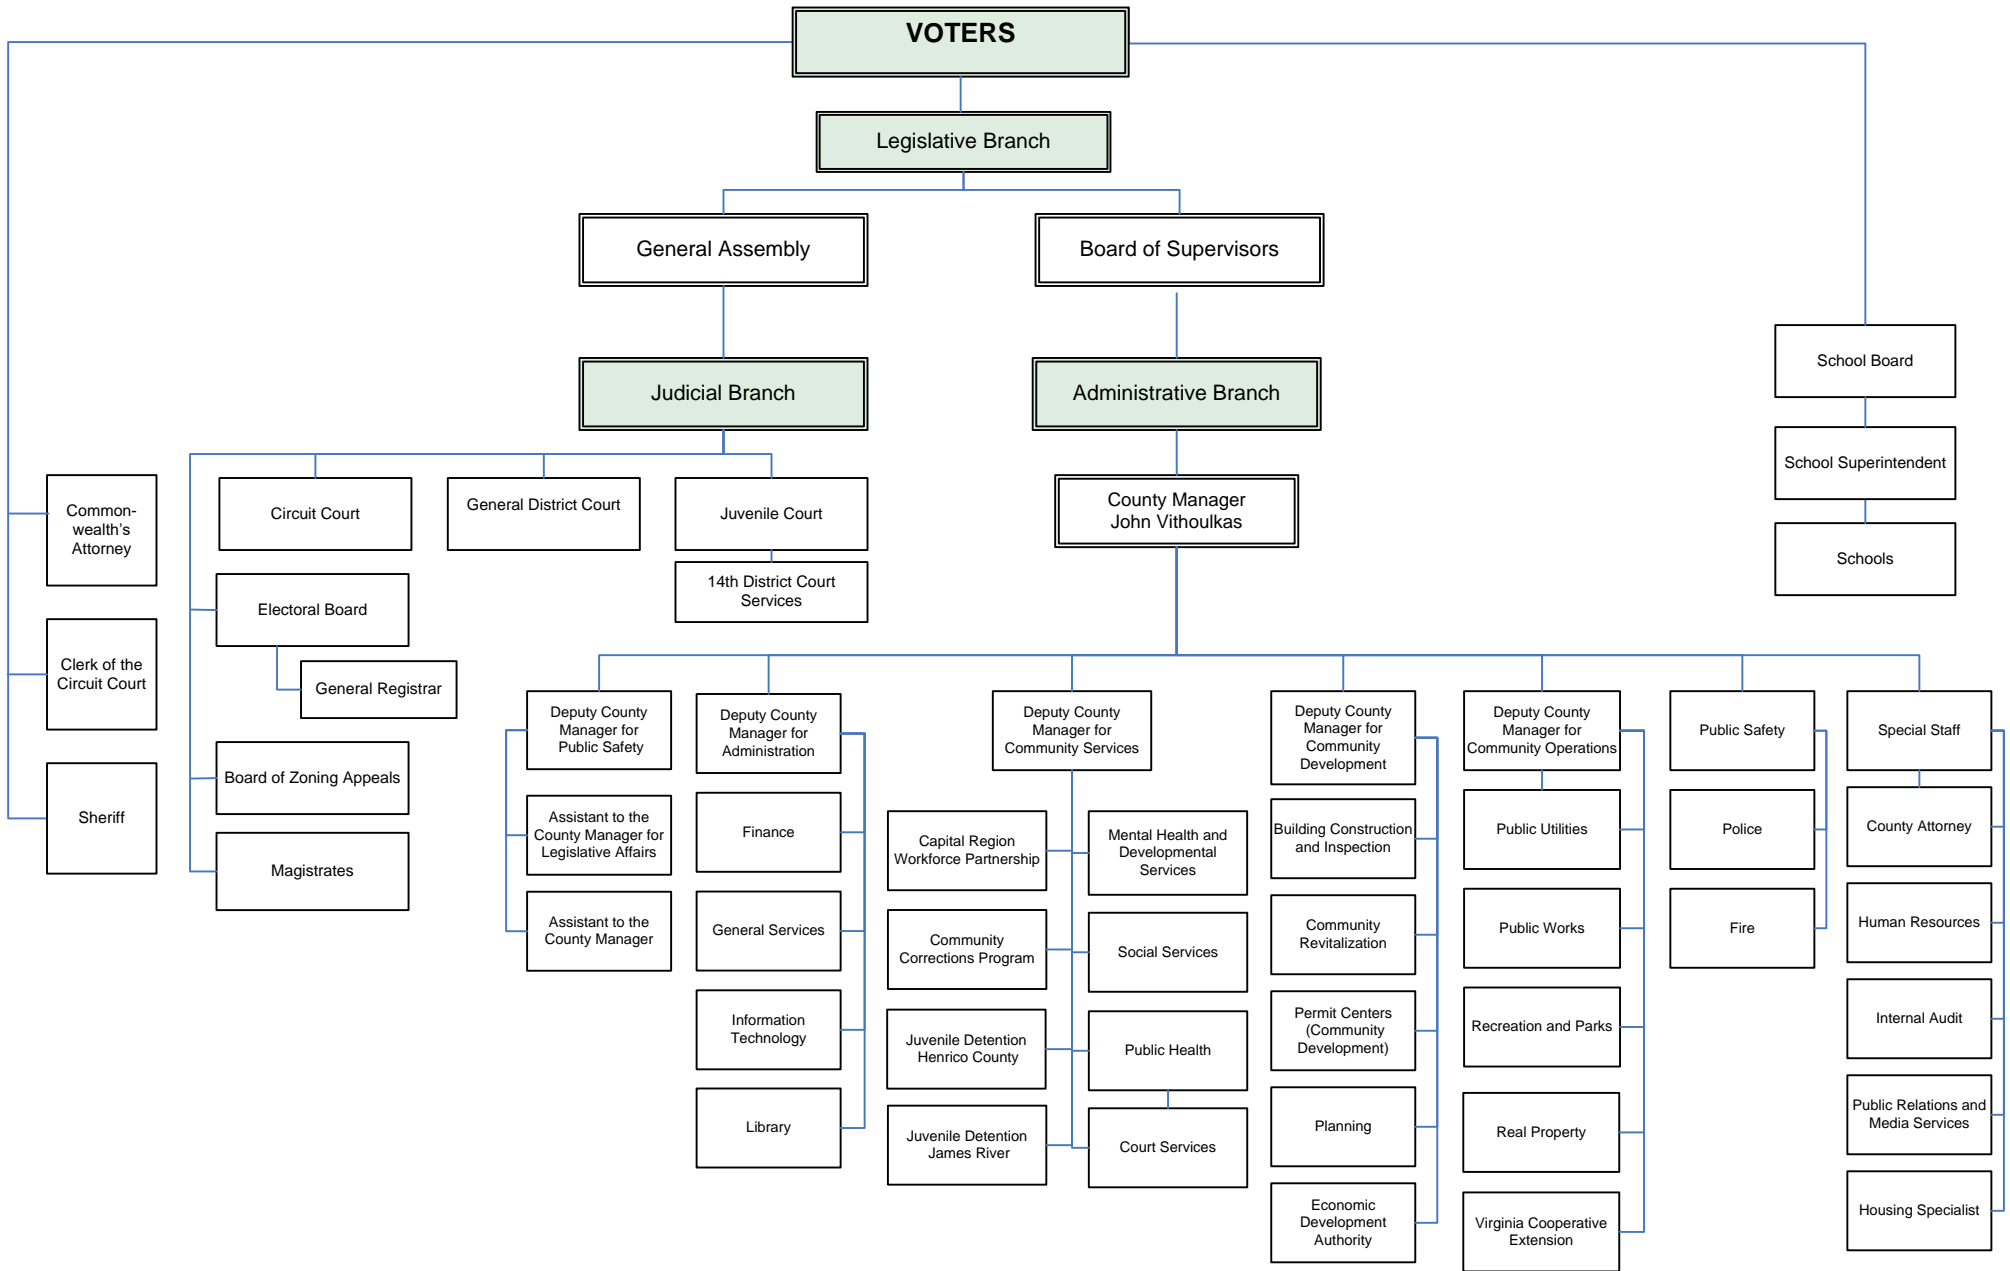 VOTERS
Legislative Branch
General Assembly
Board of Supervisors
Judicial Branch
Administrative Branch
School Board
School Superintendent
Schools
Common-
wealth's
Attorney
Clerk of the
Circuit Court
Sheriff
Circuit Court
General District Court
Juvenile Court
14th District Court
Services
Electoral Board
General Registrar
Board of Zoning Appeals
Magistrates
County Manager
John Vithoulkas
Deputy County
Manager for
Public Safety
Assistant to the
County Manager for
Legislative Affairs
Assistant to the
County Manager
Deputy County
Manager for
Administration
Finance
General Services
Information
Technology
Library
Deputy County
Manager for
Community Services
Capital Region
Workforce Partnership
Community
Corrections Program
Juvenile Detention
Henrico County
Juvenile Detention
James River
Mental Health and
Developmental
Services
Social Services
Public Health
Court Services
Deputy County
Manager for
Community
Development
Building Construction
and Inspection
Community
Revitalization
Permit Centers
(Community
Development)
Planning
Economic
Development
Authority
Deputy County
Manager for
Community Operations
Public Utilities
Public Works
Recreation and Parks
Real Property
Virginia Cooperative
Extension
Public Safety
Police
Fire
Special Staff
County Attorney
Human Resources
Internal Audit
Public Relations and
Media Services
Housing Specialist